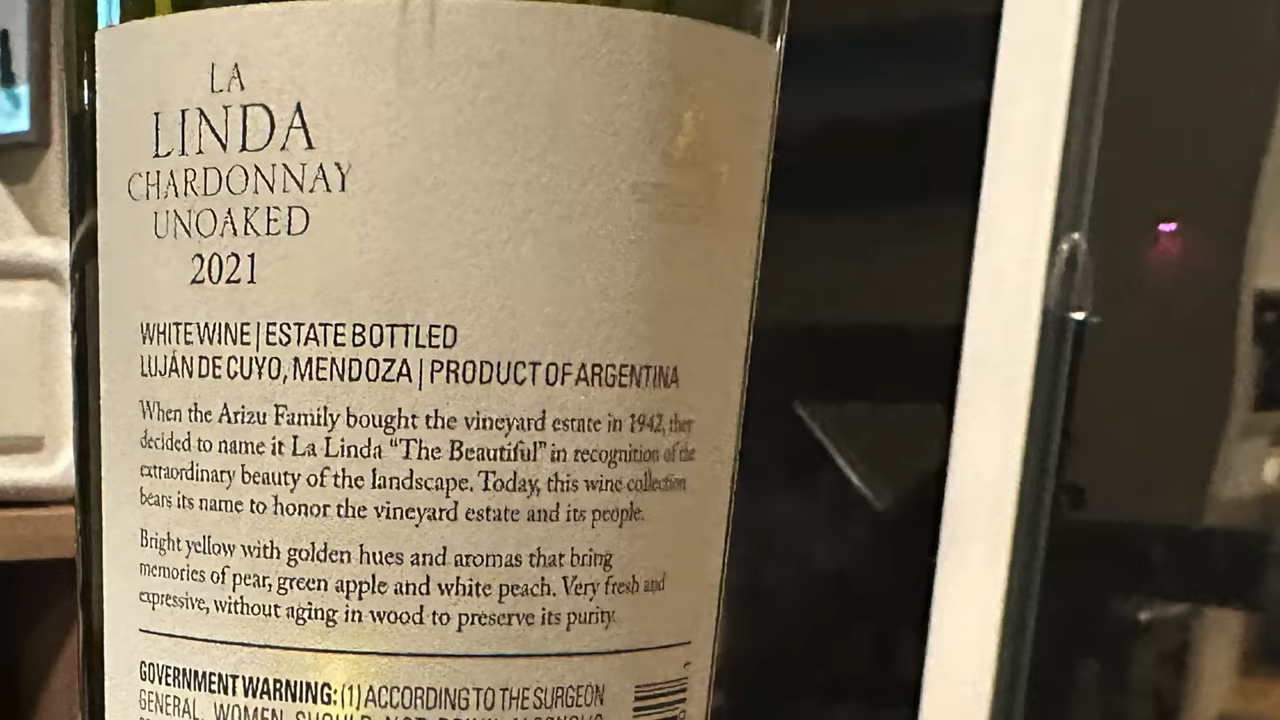 LA
LINDA
CHARDONNAY
UNOAKED
2021
WHITE WINE | ESTATE BOTTLED
LUJÁN DE CUYO, MENDOZA | PRODUCT OF ARGENTINA
When the Arizu Family bought the vineyard estate in 1942, they
decided to name it La Linda “The Beautiful” in recognition of the
extraordinary beauty of the landscape. Today, this wine collection
bears its name to honor the vineyard estate and its people.
Bright yellow with golden hues and aromas that bring
memories of pear, green apple and white peach. Very fresh and
expressive, without aging in wood to preserve its purity.
GOVERNMENT WARNING: (1) ACCORDING TO THE SURGEON
GENERAL, WOMEN SHOULD NOT DRINK ALCOHOLIC